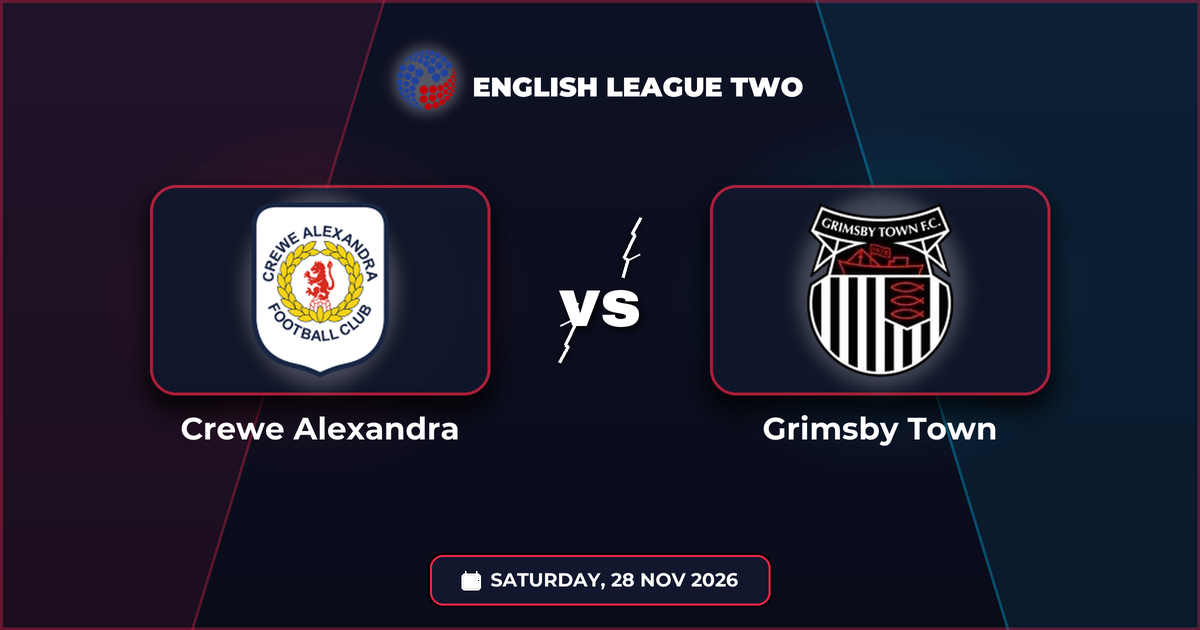 ENGLISH LEAGUE TWO
CREWE ALEXANDRA
FOOTBALL CLUB
GRIMSBY TOWN F.C.
VS
Crewe Alexandra
Grimsby Town
SATURDAY, 28 NOV 2026